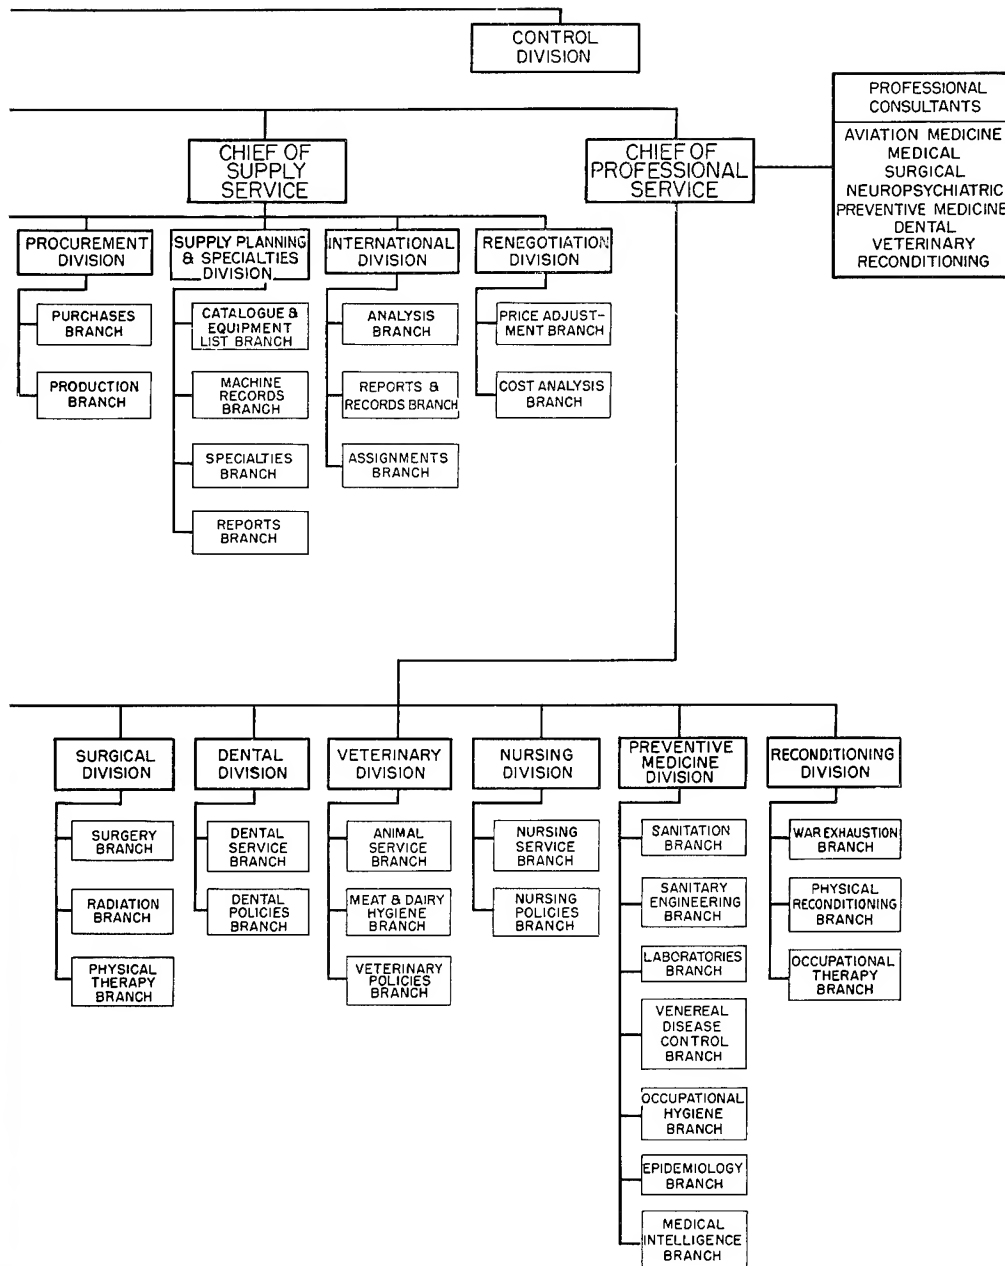 CONTROL
DIVISION
PROFESSIONAL
CONSULTANTS
AVIATION MEDICINE
MEDICAL
SURGICAL
NEUROPSYCHIATRIC
PREVENTIVE MEDICINE
DENTAL
VETERINARY
RECONDITIONING
CHIEF OF
SUPPLY
SERVICE
CHIEF OF
PROFESSIONAL
SERVICE
PROCUREMENT
DIVISION
PURCHASES
BRANCH
PRODUCTION
BRANCH
SUPPLY PLANNING
& SPECIALTIES
DIVISION
CATALOGUE &
EQUIPMENT
LIST BRANCH
MACHINE
RECORDS
BRANCH
SPECIALTIES
BRANCH
REPORTS
BRANCH
INTERNATIONAL
DIVISION
ANALYSIS
BRANCH
REPORTS &
RECORDS BRANCH
ASSIGNMENTS
BRANCH
RENEGOTIATION
DIVISION
PRICE ADJUST-
MENT BRANCH
COST ANALYSIS
BRANCH
SURGICAL
DIVISION
SURGERY
BRANCH
RADIATION
BRANCH
PHYSICAL
THERAPY
BRANCH
DENTAL
DIVISION
DENTAL
SERVICE
BRANCH
DENTAL
POLICIES
BRANCH
VETERINARY
DIVISION
ANIMAL
SERVICE
BRANCH
MEAT & DAIRY
HYGIENE
BRANCH
VETERINARY
POLICIES
BRANCH
NURSING
DIVISION
NURSING
SERVICE
BRANCH
NURSING
POLICIES
BRANCH
PREVENTIVE
MEDICINE
DIVISION
SANITATION
BRANCH
SANITARY
ENGINEERING
BRANCH
LABORATORIES
BRANCH
VENEREAL
DISEASE
CONTROL
BRANCH
OCCUPATIONAL
HYGIENE
BRANCH
EPIDEMIOLOGY
BRANCH
MEDICAL
INTELLIGENCE
BRANCH
RECONDITIONING
DIVISION
WAR EXHAUSTION
BRANCH
PHYSICAL
RECONDITIONING
BRANCH
OCCUPATIONAL
THERAPY
BRANCH